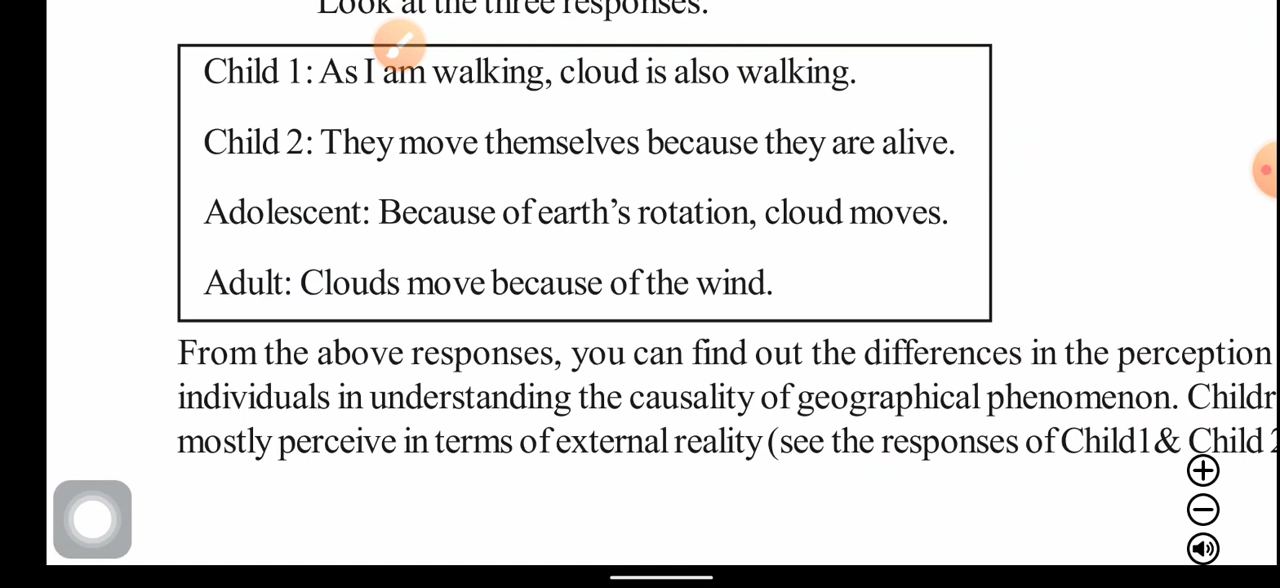 Look at the three responses.
Child 1: As I am walking, cloud is also walking.
Child 2: They move themselves because they are alive.
Adolescent: Because of earth's rotation, cloud moves.
Adult: Clouds move because of the wind.
From the above responses, you can find out the differences in the perception
individuals in understanding the causality of geographical phenomenon. Childr
mostly perceive in terms of external reality (see the responses of Child1& Child 2